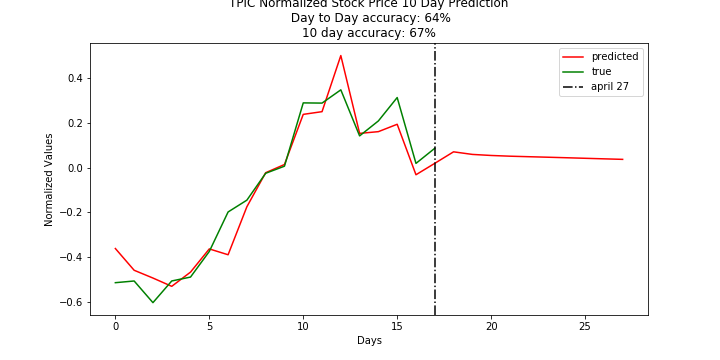 TPIC Normalized Stock Price 10 Day Prediction
Day to Day accuracy: 64%
10 day accuracy: 67%
predicted
true
april 27
Normalized Values
0.4
0.2
0.0
−0.2
−0.4
−0.6
0
5
10
15
20
25
Days